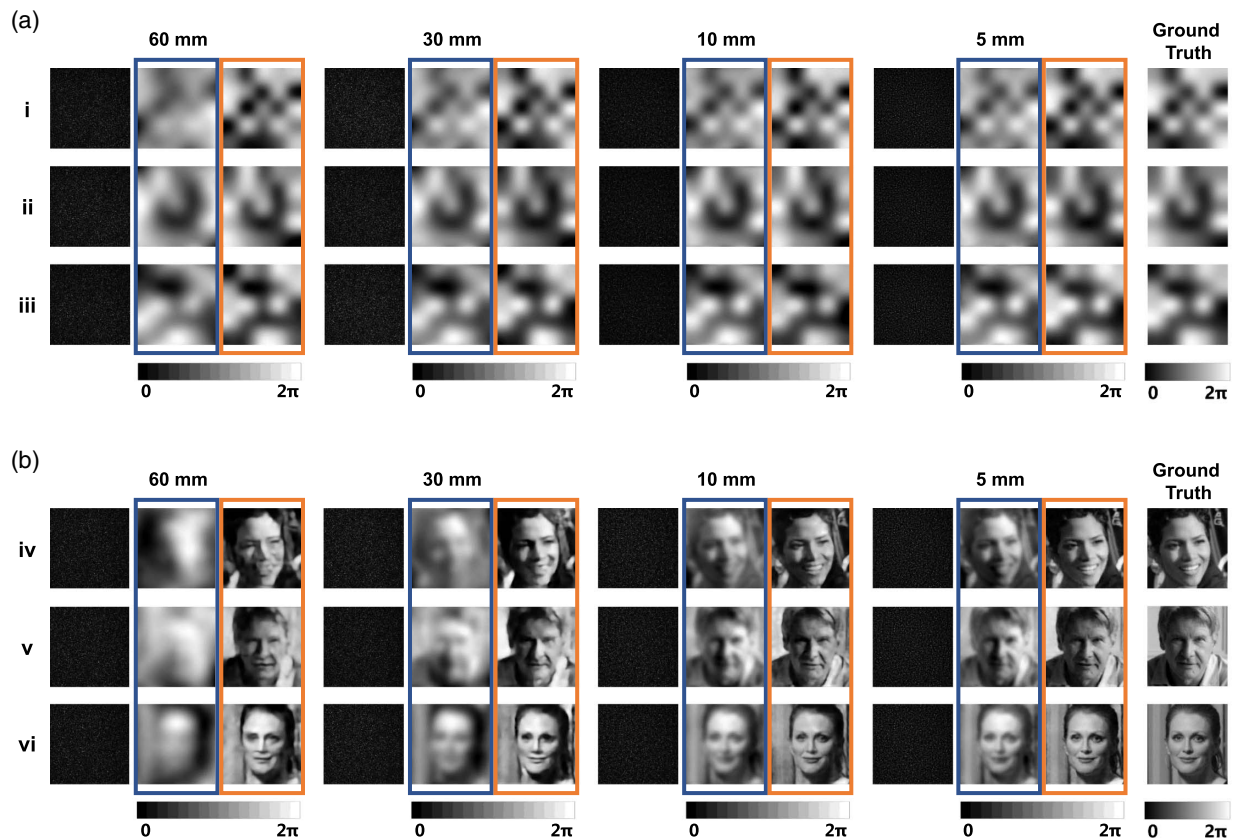 (a)
60 mm 30 mm 10 mm 5 mm Ground Truth
i
ii
iii
0 2π 0 2π 0 2π 0 2π 0 2π
(b)
60 mm 30 mm 10 mm 5 mm Ground Truth
iv
v
vi
0 2π 0 2π 0 2π 0 2π 0 2π